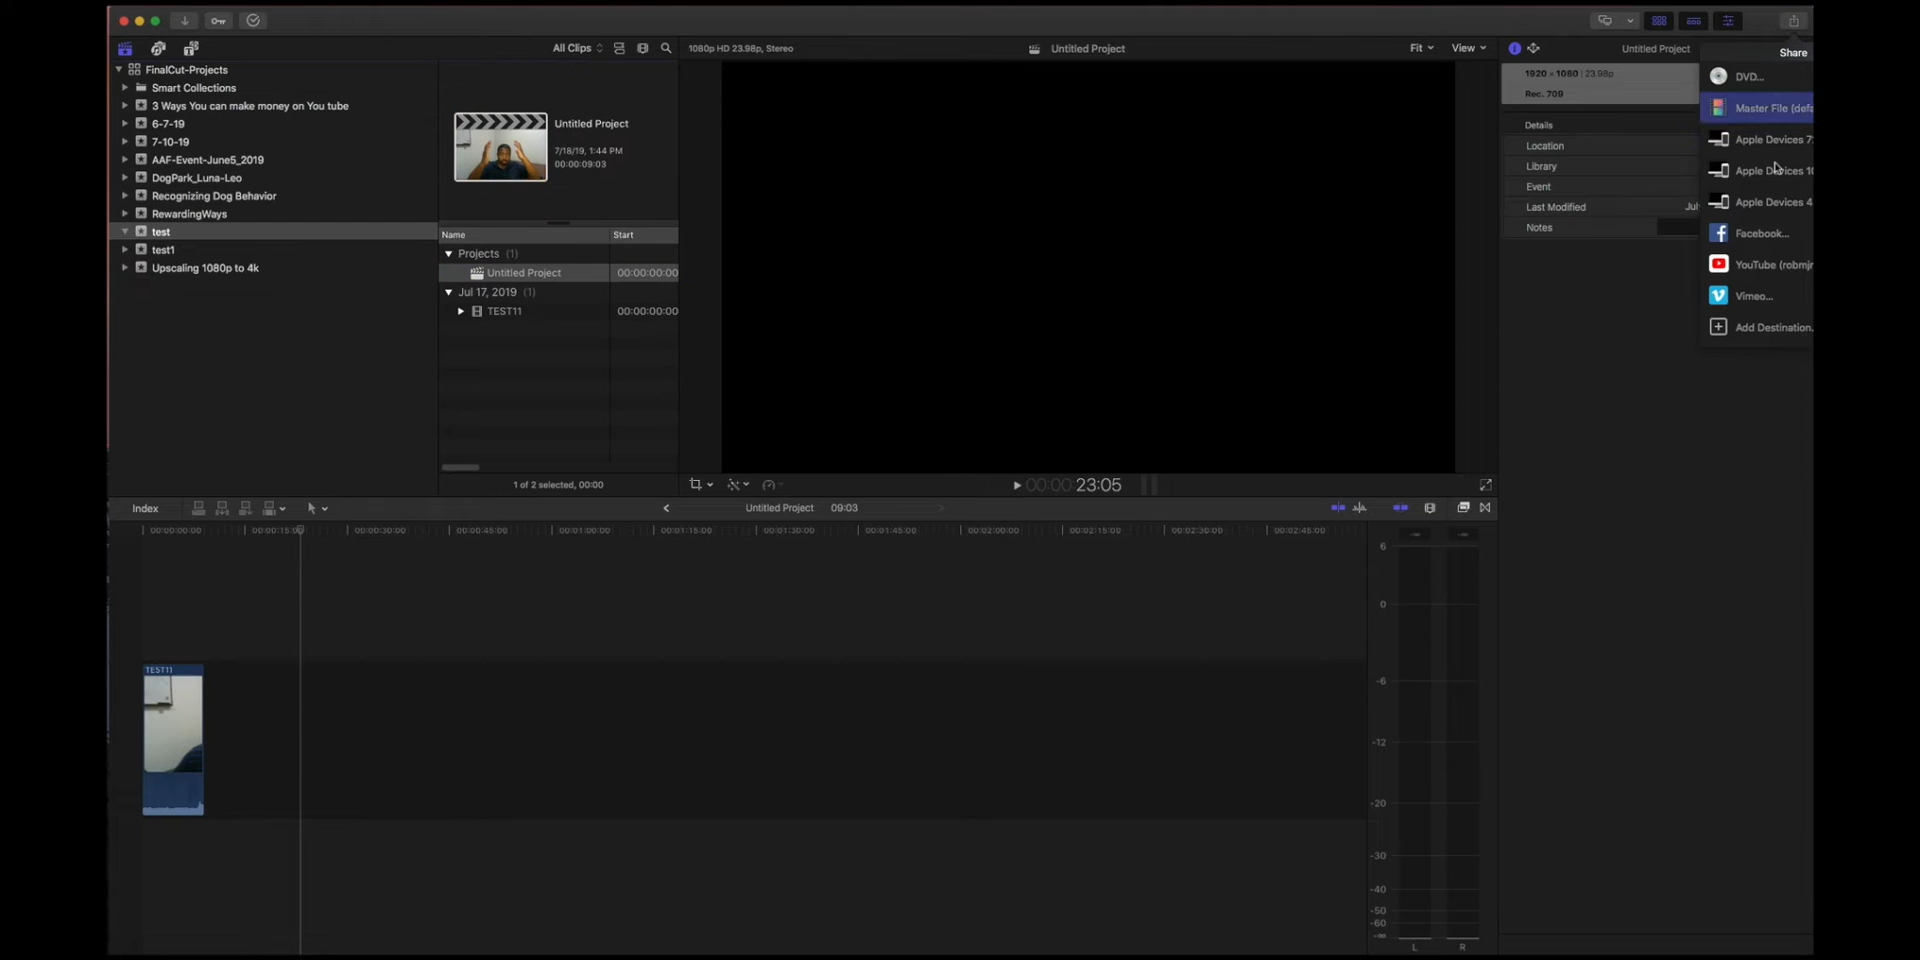 All Clips
1080p HD 23.98p, Stereo
Untitled Project
Fit
View
Untitled Project
Share
FinalCut-Projects
Smart Collections
3 Ways You can make money on You tube
6-7-19
7-10-19
AAF-Event-June5_2019
DogPark_Luna-Leo
Recognizing Dog Behavior
RewardingWays
test
test1
Upscaling 1080p to 4k
Untitled Project
7/18/19, 1:44 PM
00:00:09:03
Name
Start
Projects (1)
Untitled Project
00:00:00:00
Jul 17, 2019 (1)
TEST11
00:00:00:00
1 of 2 selected, 00:00
00:00:23:05
1920 × 1080 | 23.98p
Rec. 709
Details
Location
Library
Event
Last Modified
Notes
DVD...
Master File (defa
Apple Devices 7
Apple Devices 10
Apple Devices 4
Facebook...
YouTube (robmjr
Vimeo...
Add Destination.
Index
Untitled Project
09:03
00:00:00:00
00:00:15:00
00:00:30:00
00:00:45:00
00:01:00:00
00:01:15:00
00:01:30:00
00:01:45:00
00:02:00:00
00:02:15:00
00:02:30:00
00:02:45:00
TEST11
6
0
-6
-12
-20
-30
-40
-50
-60
-∞
L
R